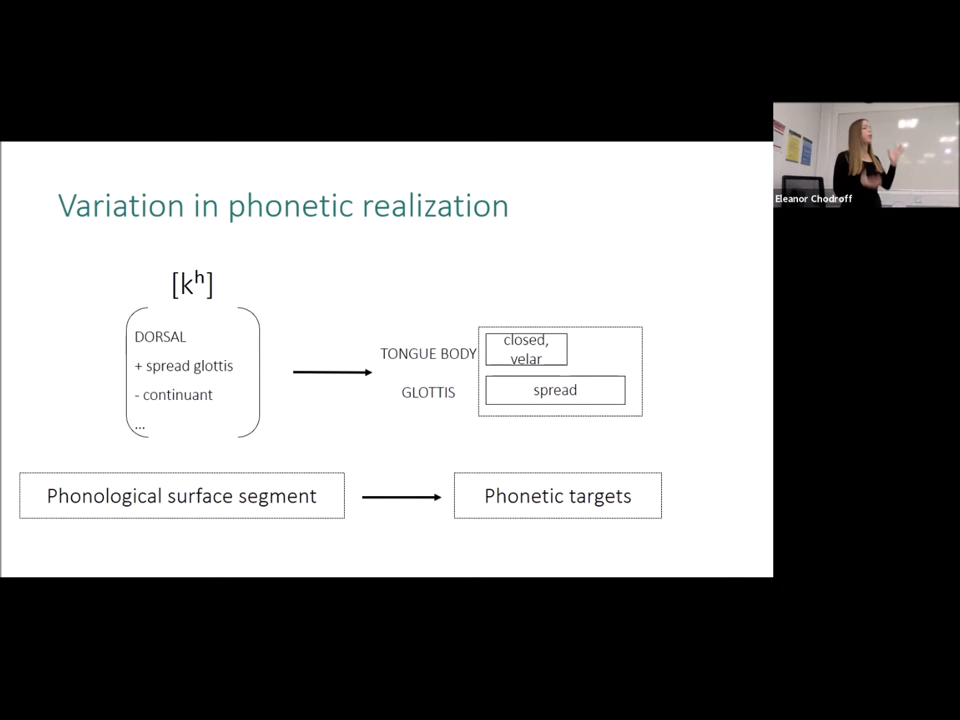 Variation in phonetic realization
[kʰ]
DORSAL
+ spread glottis
- continuant
...
TONGUE BODY
closed,
velar
GLOTTIS
spread
Phonological surface segment
Phonetic targets
Eleanor Chodroff